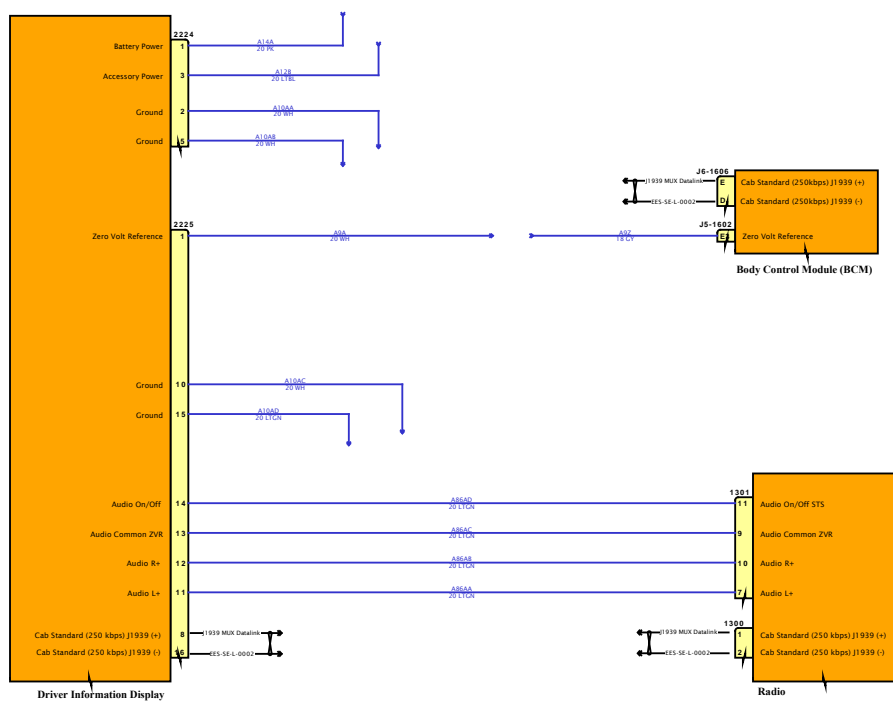 2224
Battery Power
1
A14A
20 PK
Accessory Power
3
A12B
20 LTBL
Ground
2
A10AA
20 WH
Ground
5
A10AB
20 WH
J6-1606
J1939 MUX Datalink
E
Cab Standard (250kbps) J1939 (+)
EES-SE-L-0002
D
Cab Standard (250kbps) J1939 (-)
2225
J5-1602
Zero Volt Reference
1
A9A
20 WH
A9Z
18 GY
Zero Volt Reference
Body Control Module (BCM)
Ground
10
A10AC
20 WH
Ground
15
A10AD
20 LTGN
1301
Audio On/Off
14
A86AD
20 LTGN
11
Audio On/Off STS
Audio Common ZVR
13
A86AC
20 LTGN
9
Audio Common ZVR
Audio R+
12
A86AB
20 LTGN
10
Audio R+
Audio L+
11
A86AA
20 LTGN
7
Audio L+
1300
Cab Standard (250 kbps) J1939 (+)
8
J1939 MUX Datalink
J1939 MUX Datalink
1
Cab Standard (250 kbps) J1939 (+)
Cab Standard (250 kbps) J1939 (-)
16
EES-SE-L-0002
EES-SE-L-0002
2
Cab Standard (250 kbps) J1939 (-)
Driver Information Display
Radio